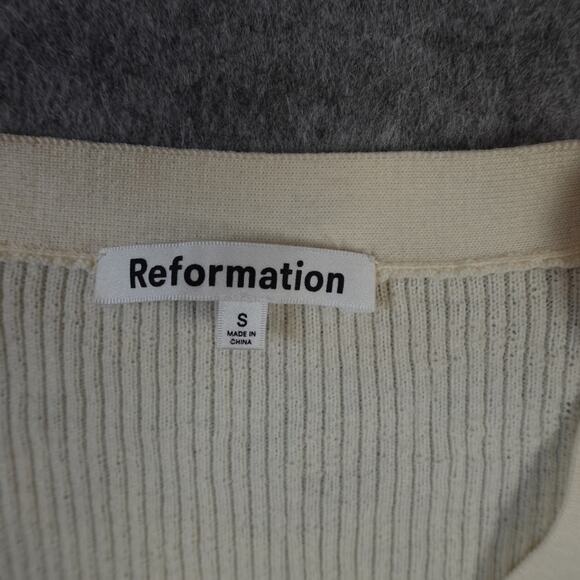 Reformation
S
MADE IN
CHINA